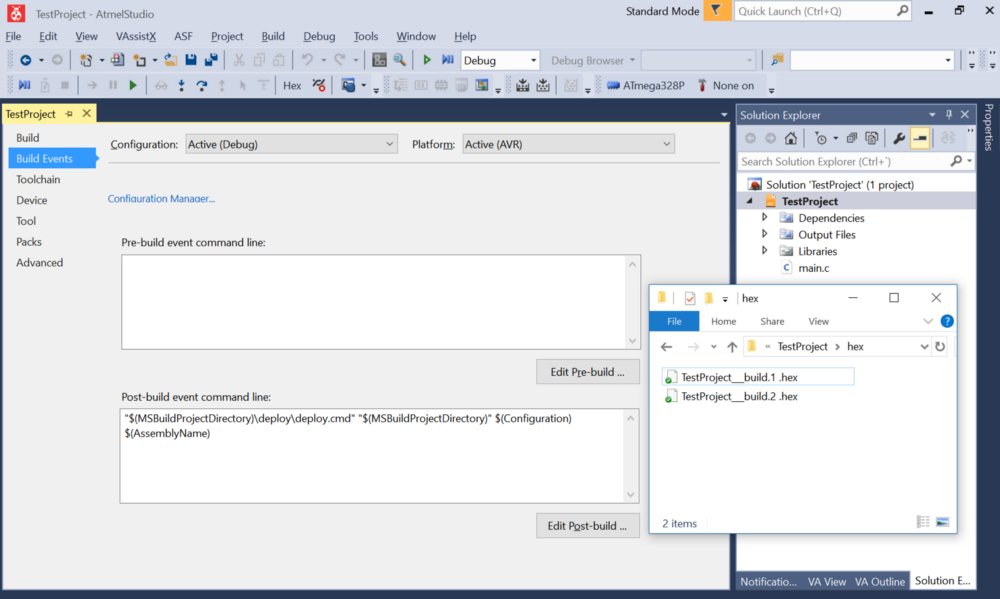 TestProject - AtmelStudio
Standard Mode
Quick Launch (Ctrl+Q)
File Edit View VAssistX ASF Project Build Debug Tools Window Help
Debug
Debug Browser
Hex
ATmega328P
None on
TestProject
Build
Build Events
Toolchain
Device
Tool
Packs
Advanced
Configuration: Active (Debug)
Platform: Active (AVR)
Configuration Manager...
Pre-build event command line:
Edit Pre-build ...
Post-build event command line:
"$(MSBuildProjectDirectory)\deploy\deploy.cmd" "$(MSBuildProjectDirectory)" $(Configuration)
$(AssemblyName)
Edit Post-build ...
Solution Explorer
Search Solution Explorer (Ctrl+`)
Solution 'TestProject' (1 project)
TestProject
Dependencies
Output Files
Libraries
main.c
Properties
hex
File Home Share View
« TestProject > hex
TestProject__build.1 .hex
TestProject__build.2 .hex
2 items
Notificatio... VA View VA Outline Solution E...